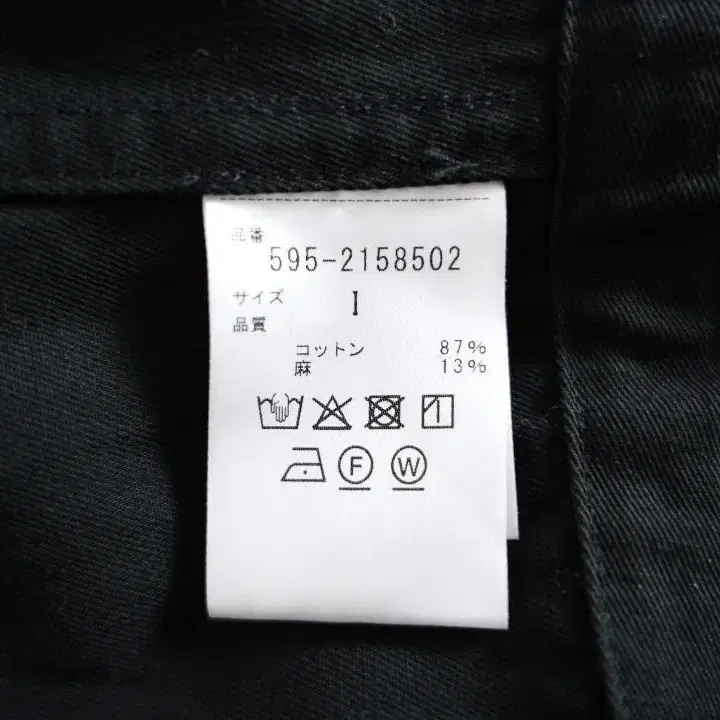 品番
595-2158502
サイズ I
品質
コットン 87%
麻 13%
F W